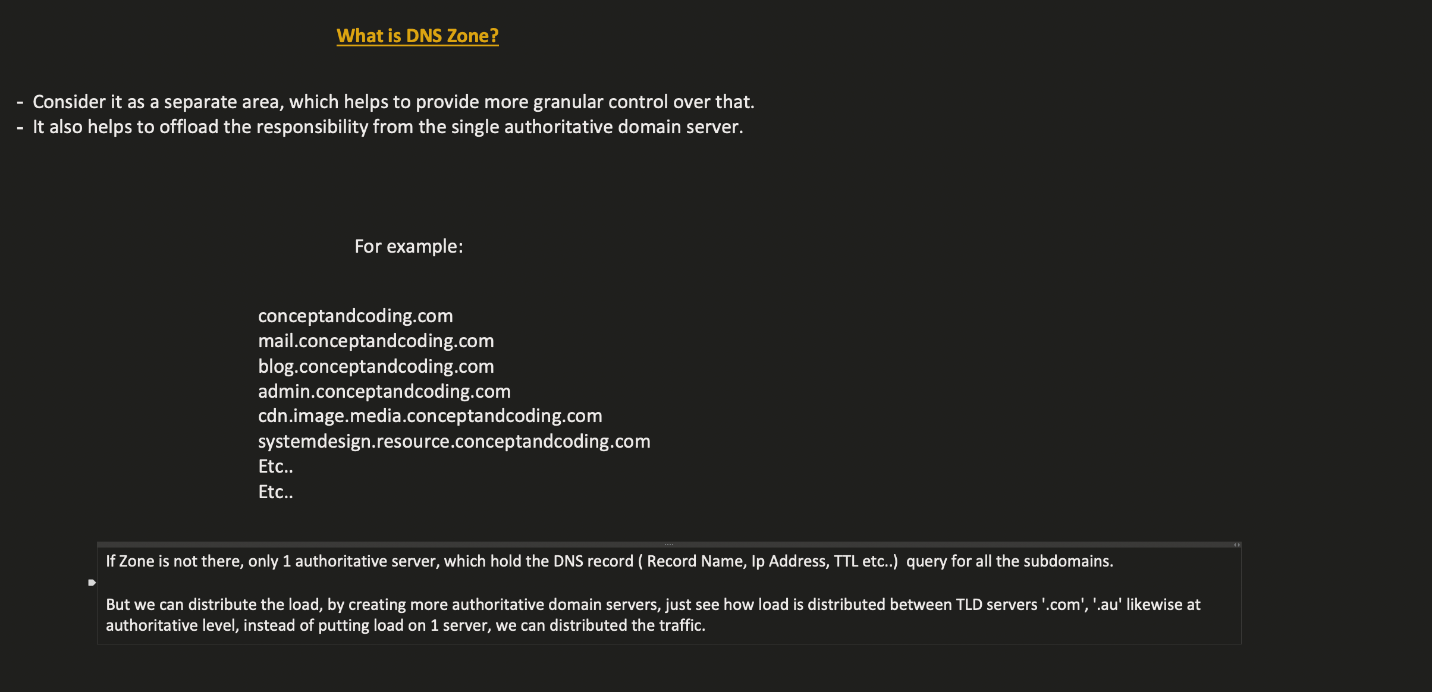 What is DNS Zone?
- Consider it as a separate area, which helps to provide more granular control over that.
- It also helps to offload the responsibility from the single authoritative domain server.
For example:
conceptandcoding.com
mail.conceptandcoding.com
blog.conceptandcoding.com
admin.conceptandcoding.com
cdn.image.media.conceptandcoding.com
systemdesign.resource.conceptandcoding.com
Etc..
Etc..
If Zone is not there, only 1 authoritative server, which hold the DNS record ( Record Name, Ip Address, TTL etc..) query for all the subdomains.
But we can distribute the load, by creating more authoritative domain servers, just see how load is distributed between TLD servers '.com', '.au' likewise at
authoritative level, instead of putting load on 1 server, we can distributed the traffic.